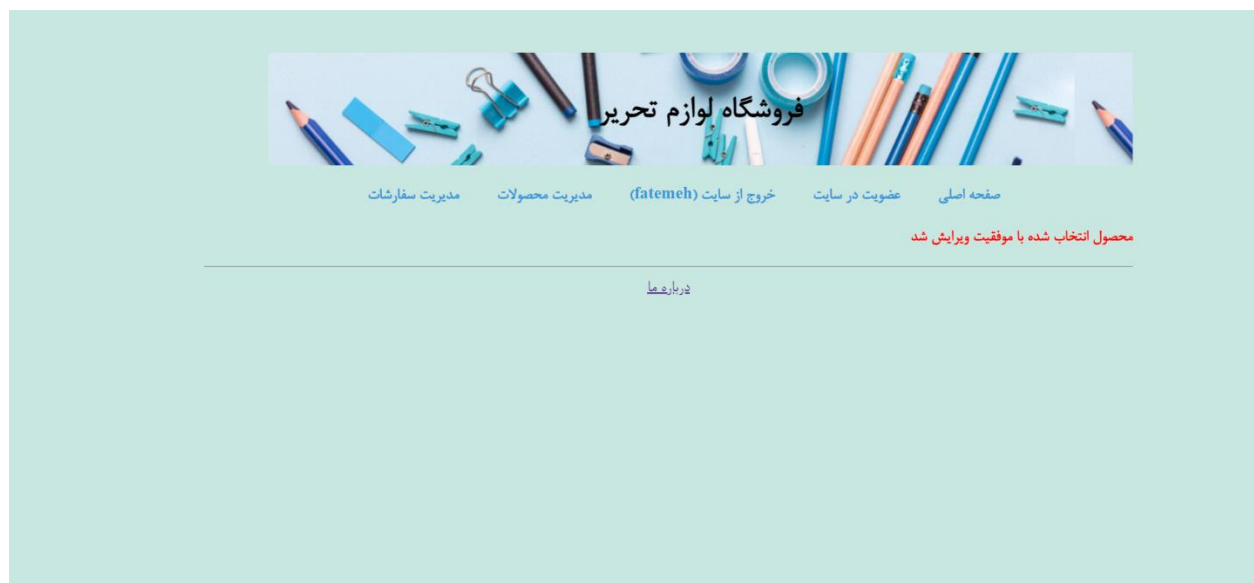 فروشگاه لوازم تحریر
صفحه اصلی عضویت در سایت خروج از سایت (fatemeh) مدیریت محصولات مدیریت سفارشات
محصول انتخاب شده با موفقیت ویرایش شد
درباره ما